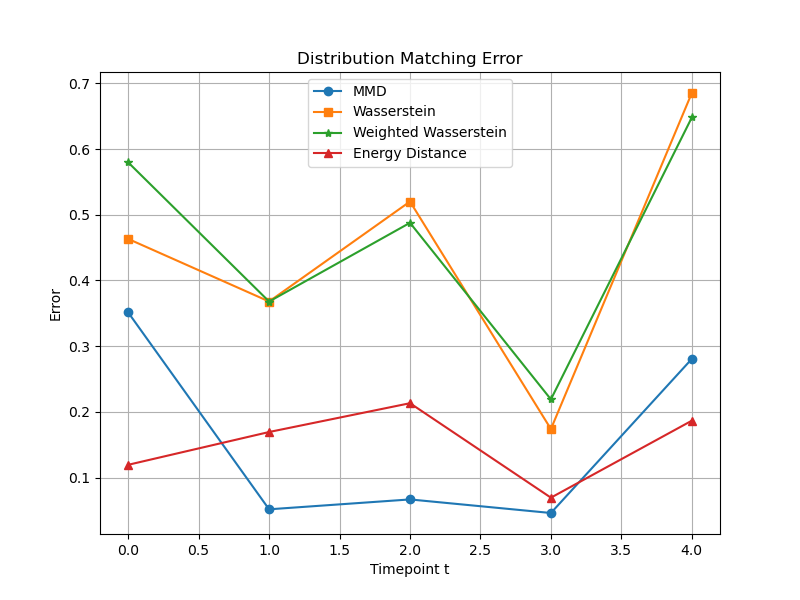 Distribution Matching Error
MMD
Wasserstein
Weighted Wasserstein
Energy Distance
Error
0.7
0.6
0.5
0.4
0.3
0.2
0.1
0.0 0.5 1.0 1.5 2.0 2.5 3.0 3.5 4.0
Timepoint t